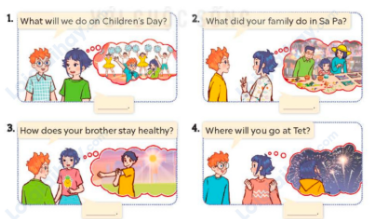 1. What will we do on Children's Day?
2. What did your family do in Sa Pa?
3. How does your brother stay healthy?
4. Where will you go at Tet?